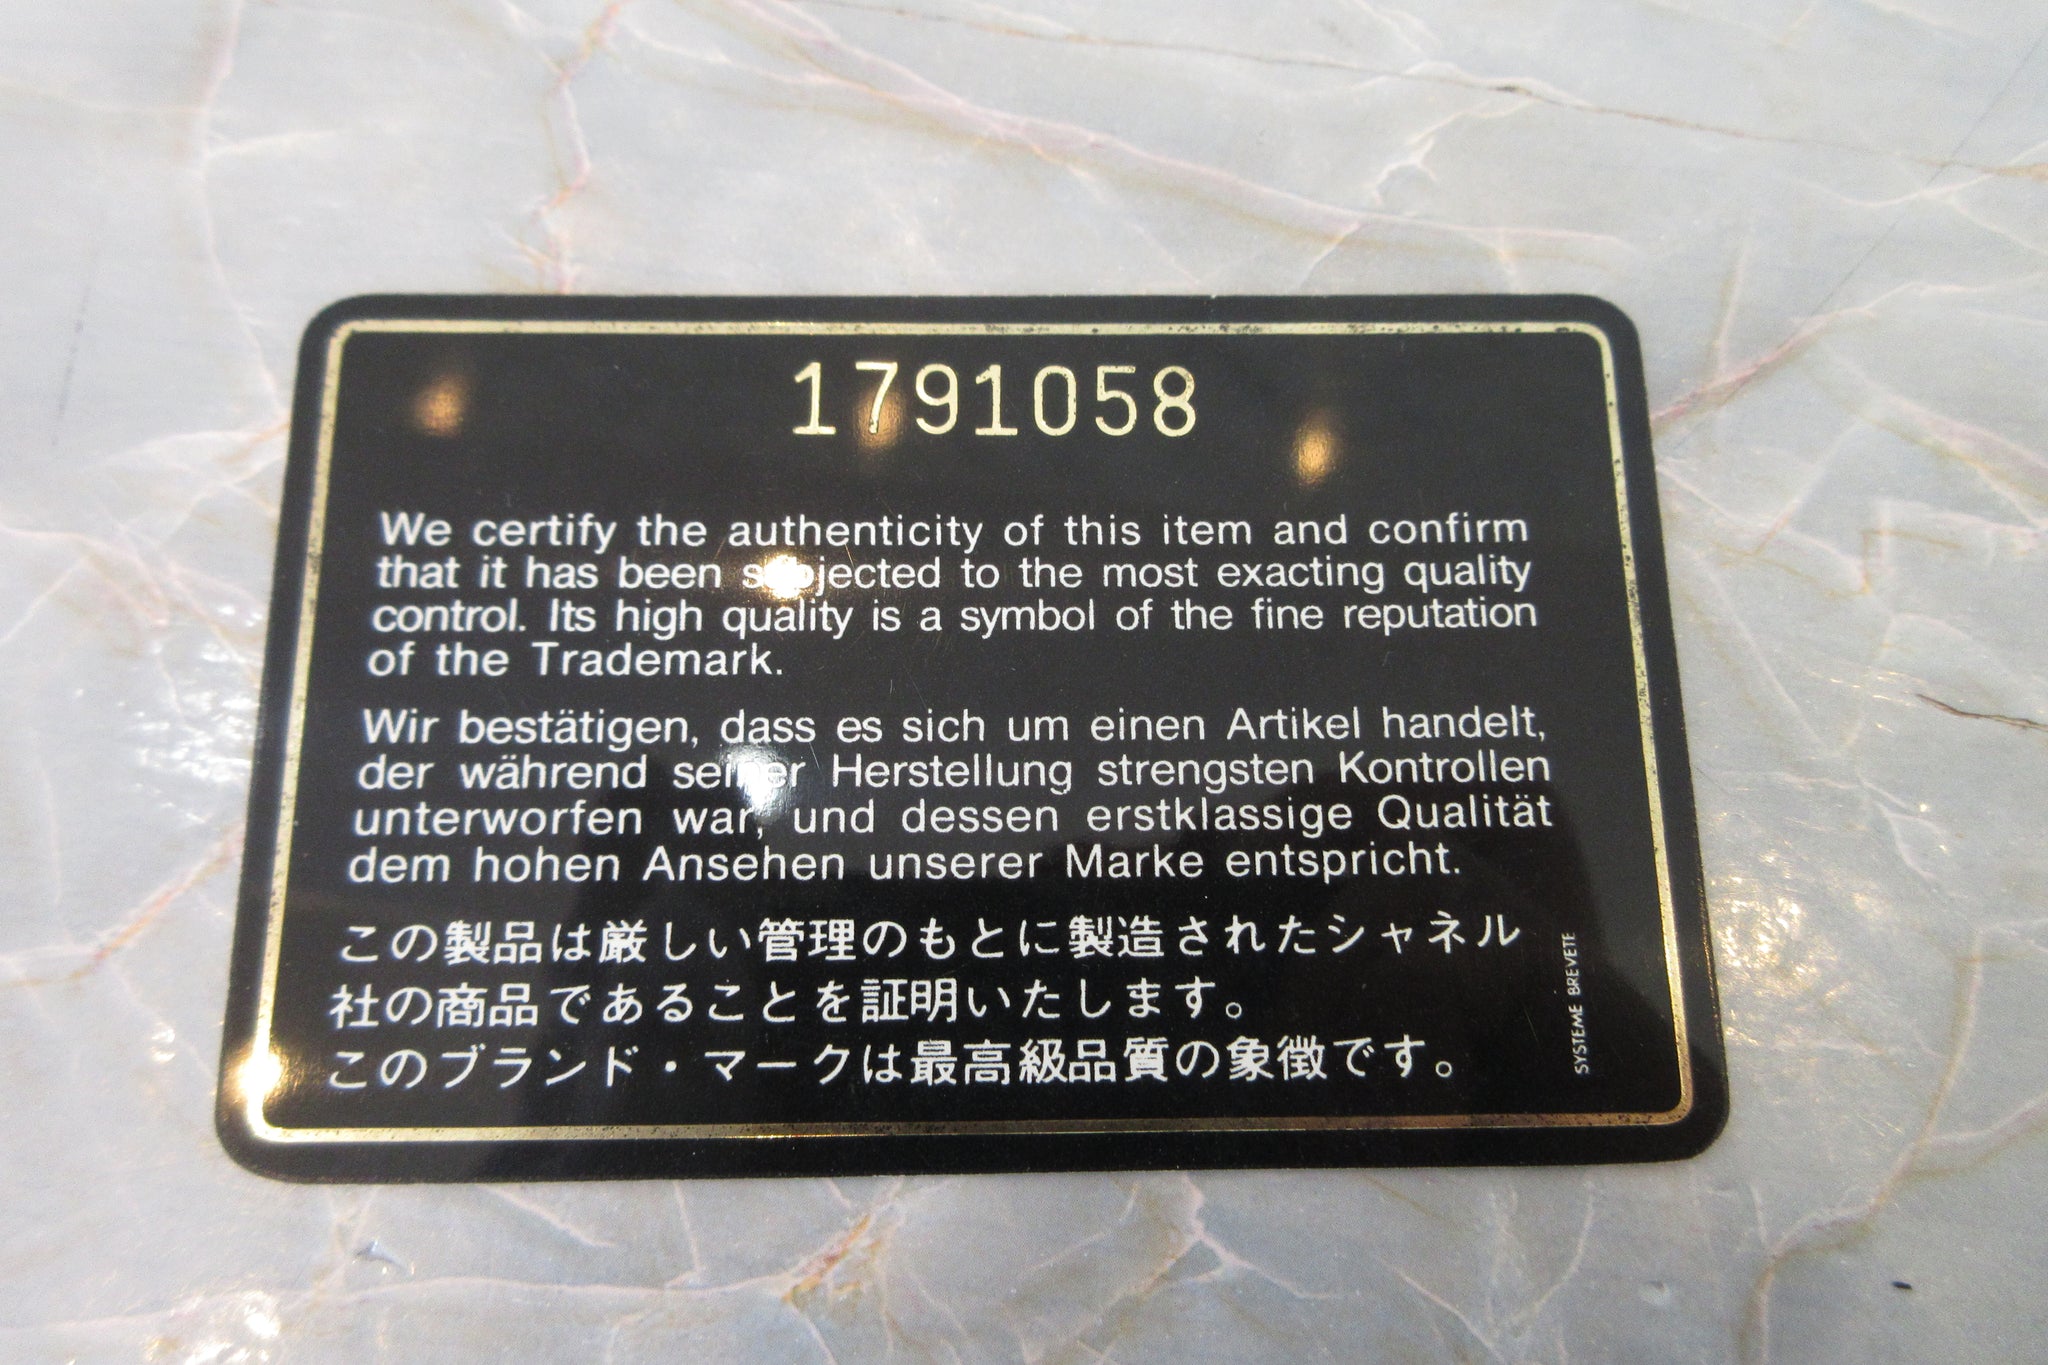 1791058
We certify the authenticity of this item and confirm
that it has been subjected to the most exacting quality
control. Its high quality is a symbol of the fine reputation
of the Trademark.
Wir bestätigen, dass es sich um einen Artikel handelt,
der während seiner Herstellung strengsten Kontrollen
unterworfen war, und dessen erstklassige Qualität
dem hohen Ansehen unserer Marke entspricht.
この製品は厳しい管理のもとに製造されたシャネル
社の商品であることを証明いたします。
このブランド・マークは最高級品質の象徴です。
SYSTEME BREVETE